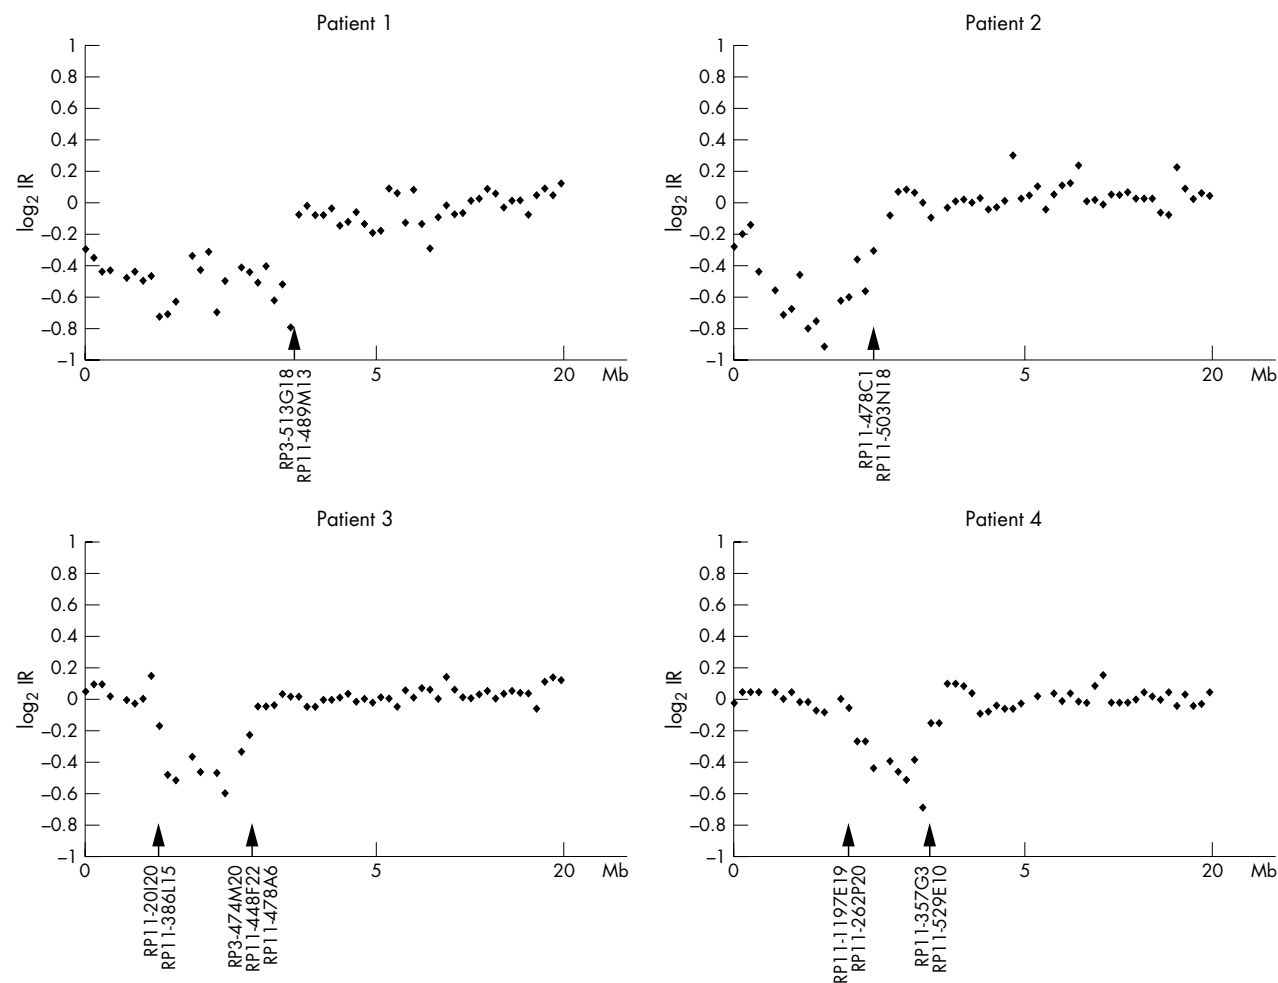 Patient 1
1
0.8
0.6
0.4
0.2
0
–0.2
–0.4
–0.6
–0.8
–1
log2 IR
0
5
20
Mb
RP3-513G18
RP11-489M13
Patient 2
1
0.8
0.6
0.4
0.2
0
–0.2
–0.4
–0.6
–0.8
–1
log2 IR
0
5
20
Mb
RP11-478C1
RP11-503N18
Patient 3
1
0.8
0.6
0.4
0.2
0
–0.2
–0.4
–0.6
–0.8
–1
log2 IR
0
5
20
Mb
RP11-20I20
RP11-386L15
RP3-474M20
RP11-448F22
RP11-478A6
Patient 4
1
0.8
0.6
0.4
0.2
0
–0.2
–0.4
–0.6
–0.8
–1
log2 IR
0
5
20
Mb
RP11-1197E19
RP11-262P20
RP11-357G3
RP11-529E10